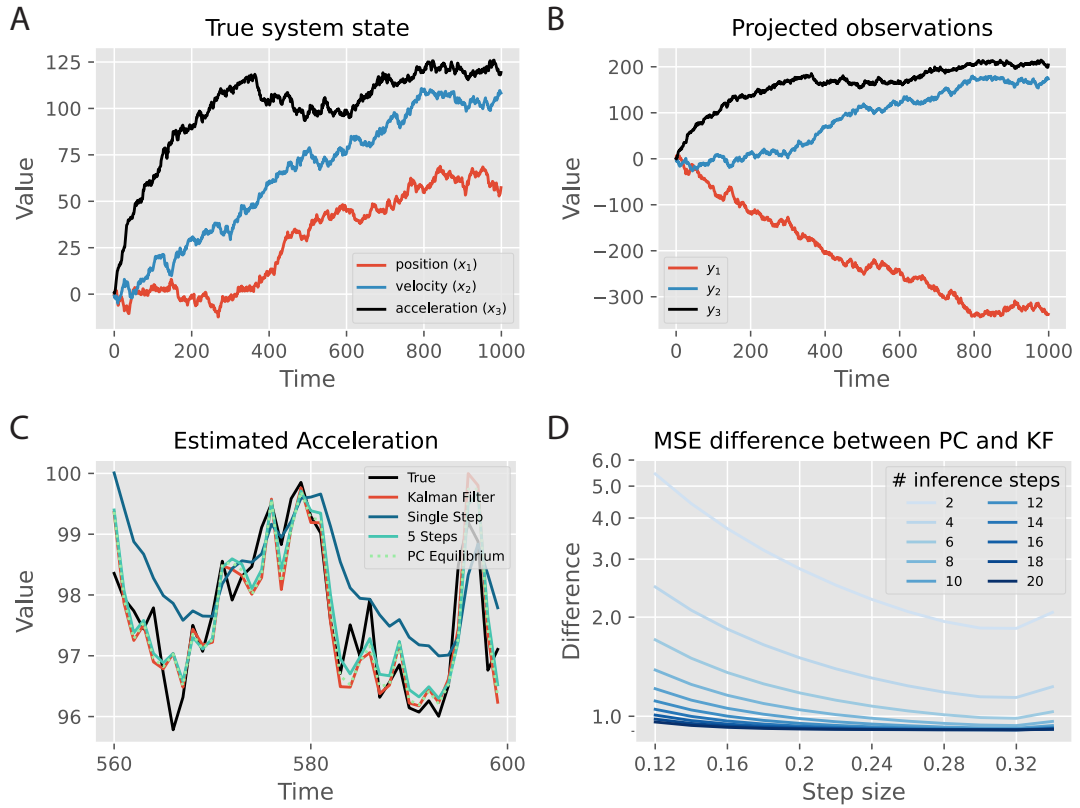 A
True system state
Value
125
100
75
50
25
0
position (x₁)
velocity (x₂)
acceleration (x₃)
0
200
400
600
800
1000
Time
B
Projected observations
Value
200
100
0
−100
−200
−300
y₁
y₂
y₃
0
200
400
600
800
1000
Time
C
Estimated Acceleration
Value
100
99
98
97
96
True
Kalman Filter
Single Step
5 Steps
PC Equilibrium
560
580
600
Time
D
MSE difference between PC and KF
Difference
6.0
5.0
4.0
3.0
2.0
1.0
# inference steps
2
4
6
8
10
12
14
16
18
20
0.12
0.16
0.2
0.24
0.28
0.32
Step size